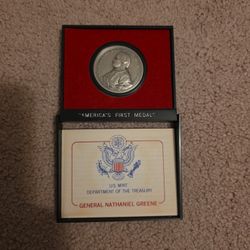 "AMERICA'S FIRST MEDAL"
U.S. MINT
DEPARTMENT OF THE TREASURY
GENERAL NATHANIEL GREENE